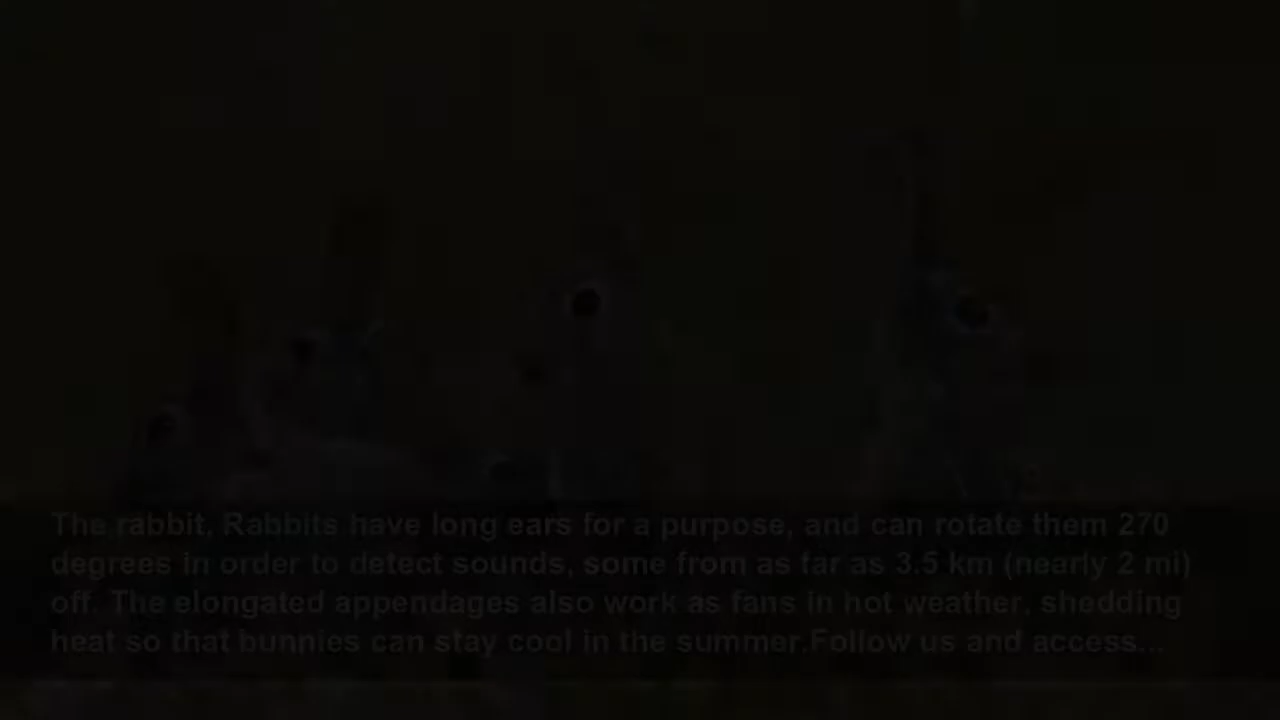 The rabbit, Rabbits have long ears for a purpose, and can rotate them 270
degrees in order to detect sounds, some from as far as 3.5 km (nearly 2 mi)
off. The elongated appendages also work as fans in hot weather, shedding
heat so that bunnies can stay cool in the summer.Follow us and access...